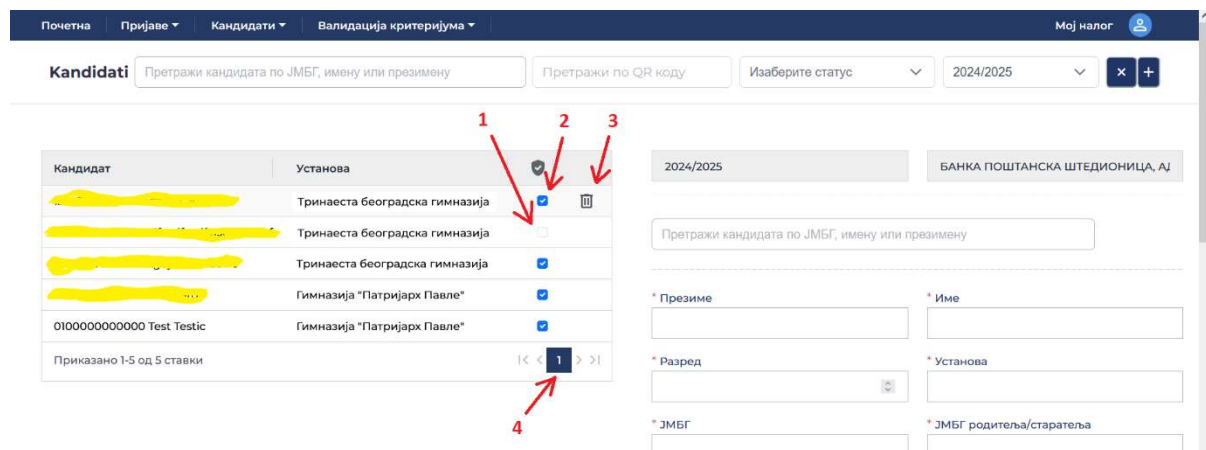 Почетна Пријаве Кандидати Валидација критеријума Мој налог
Kandidati Претражи кандидата по ЈМБГ, имену или презимену Претражи по QR коду Изаберите статус 2024/2025 × +
1 2 3
Кандидат Установа
Тринаеста београдска гимназија
Тринаеста београдска гимназија
Тринаеста београдска гимназија
Гимназија "Патријарх Павле"
0100000000000 Test Testic Гимназија "Патријарх Павле"
Приказано 1-5 од 5 ставки |< < 1 > >|
4
2024/2025 БАНКА ПОШТАНСКА ШТЕДИОНИЦА, АД
Претражи кандидата по ЈМБГ, имену или презимену
* Презиме * Име
* Разред * Установа
* ЈМБГ * ЈМБГ родитеља/старатеља